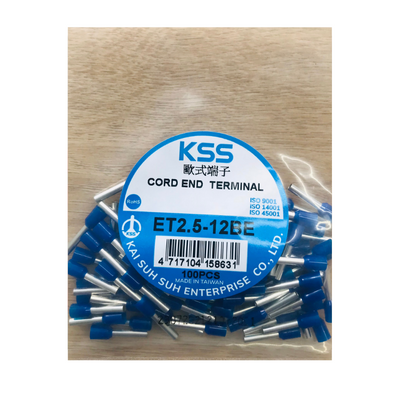 KSS
歐式端子
CORD END TERMINAL
RoHS
ISO 9001
ISO 14001
ISO 45001
ET2.5-12BE
4 717104 158631
100PCS
MADE IN TAIWAN
KAI SUH SUH ENTERPRISE CO., LTD.